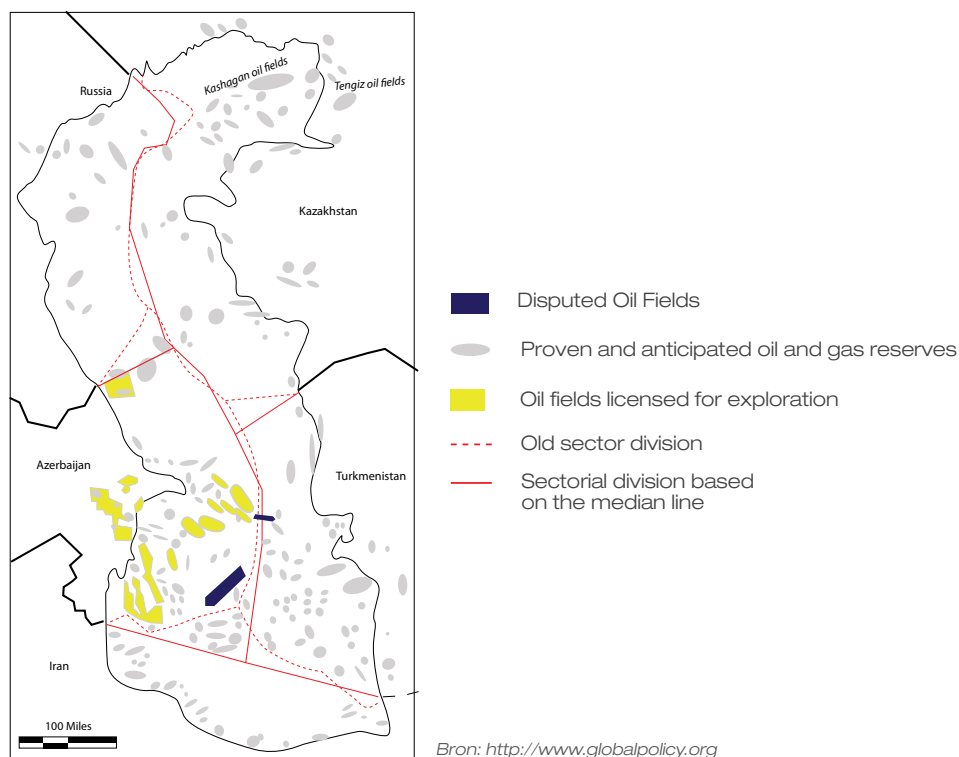 Kashagan oil fields
Tengiz oil fields
Russia
Kazakhstan
Azerbaijan
Turkmenistan
Iran
100 Miles
Disputed Oil Fields
Proven and anticipated oil and gas reserves
Oil fields licensed for exploration
Old sector division
Sectorial division based
on the median line
Bron: http://www.globalpolicy.org